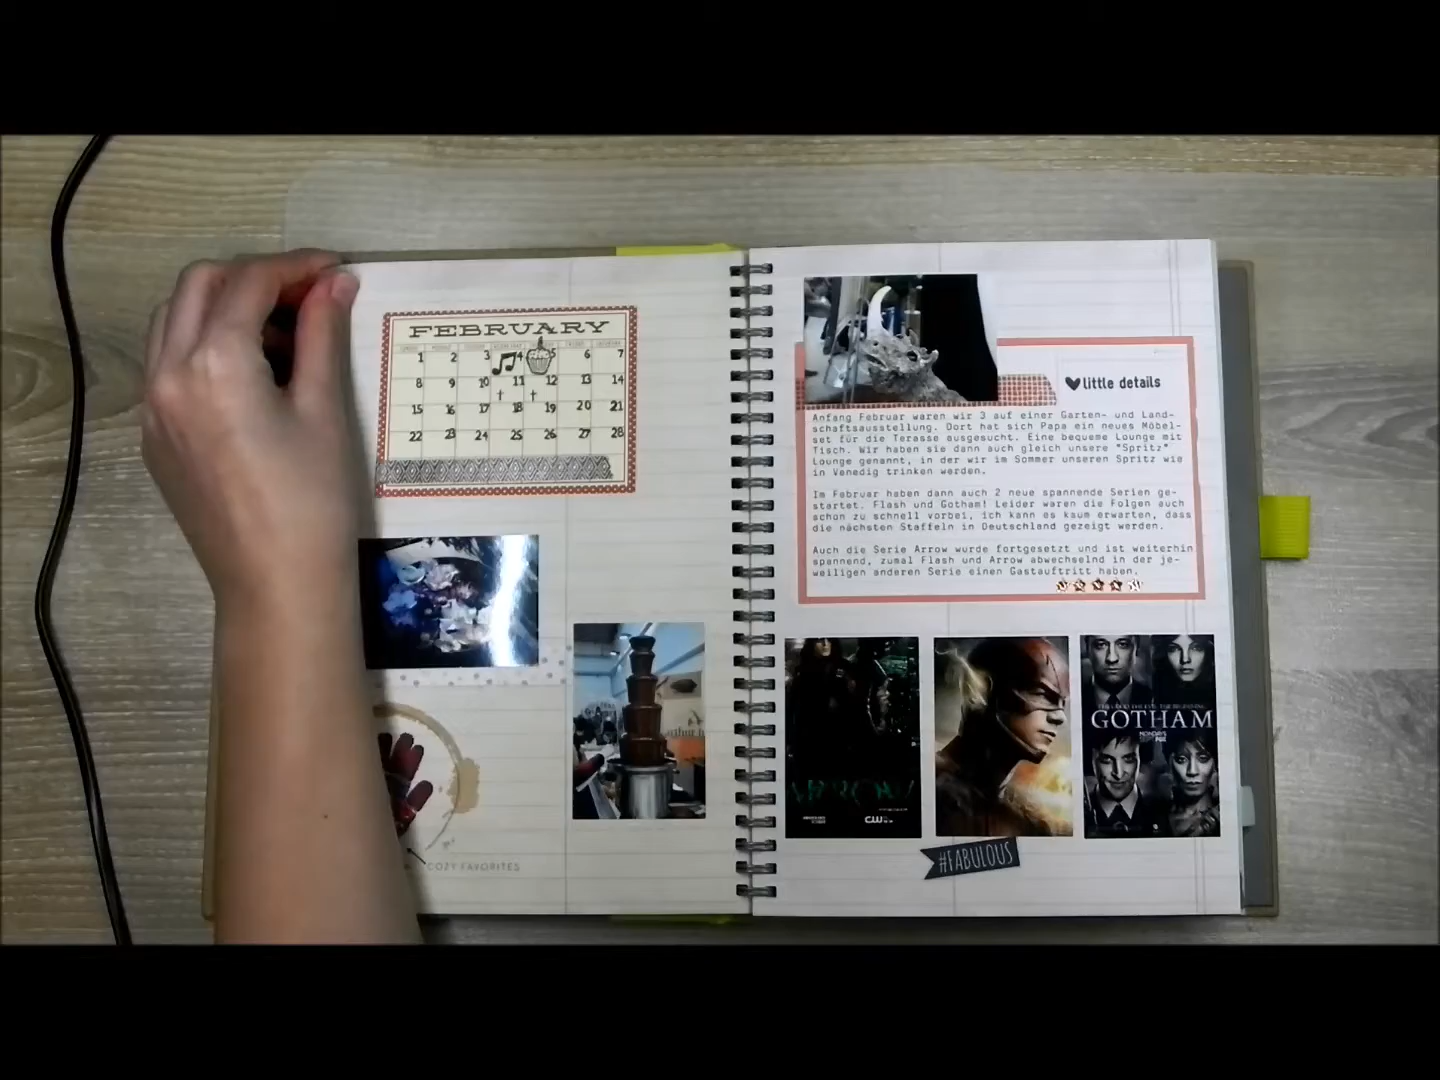 FEBRUARY
1 2 3 4 5 6 7
8 9 10 11 12 13 14
15 16 17 18 19 20 21
22 23 24 25 26 27 28
COZY FAVORITES
little details
Anfang Februar waren wir 3 auf einer Garten- und Land-
schaftsausstellung. Dort hat sich Papa ein neues Möbel-
set für die Terasse ausgesucht. Eine bequeme Lounge mit
Tisch. Wir haben sie dann auch gleich unsere "Spritz"
Lounge genannt, in der wir im Sommer unseren Spritz wie
in Venedig trinken werden.
Im Februar haben dann auch 2 neue spannende Serien ge-
startet. Flash und Gotham! Leider waren die Folgen auch
schon zu schnell vorbei, ich kann es kaum erwarten, dass
die nächsten Staffeln in Deutschland gezeigt werden.
Auch die Serie Arrow wurde fortgesetzt und ist weiterhin
spannend, zumal Flash und Arrow abwechselnd in der je-
weiligen anderen Serie einen Gastauftritt haben.
ARROW
CW
GOTHAM
MONDAYS
FOX
#FABULOUS